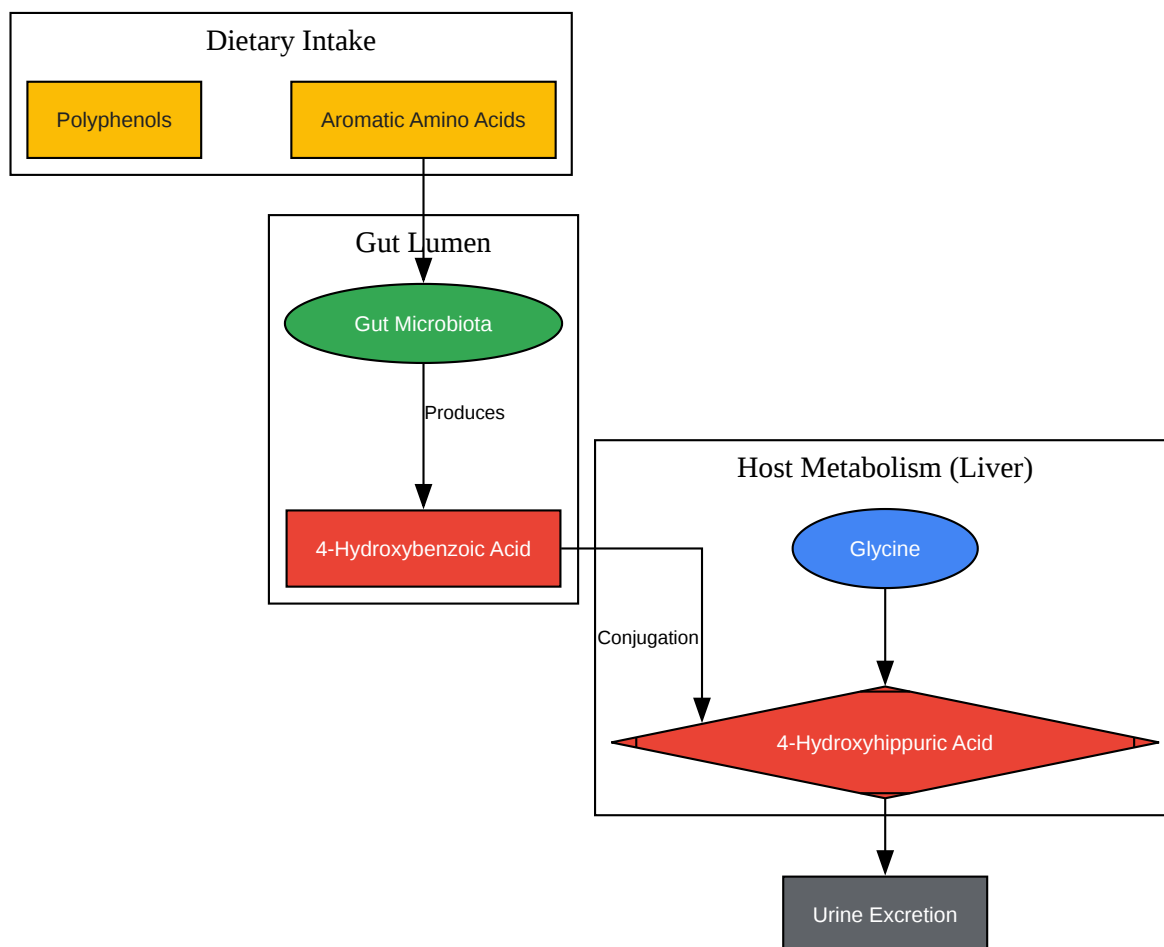 Dietary Intake
Polyphenols
Aromatic Amino Acids
Gut Lumen
Gut Microbiota
Produces
4-Hydroxybenzoic Acid
Host Metabolism (Liver)
Glycine
Conjugation
4-Hydroxyhippuric Acid
Urine Excretion